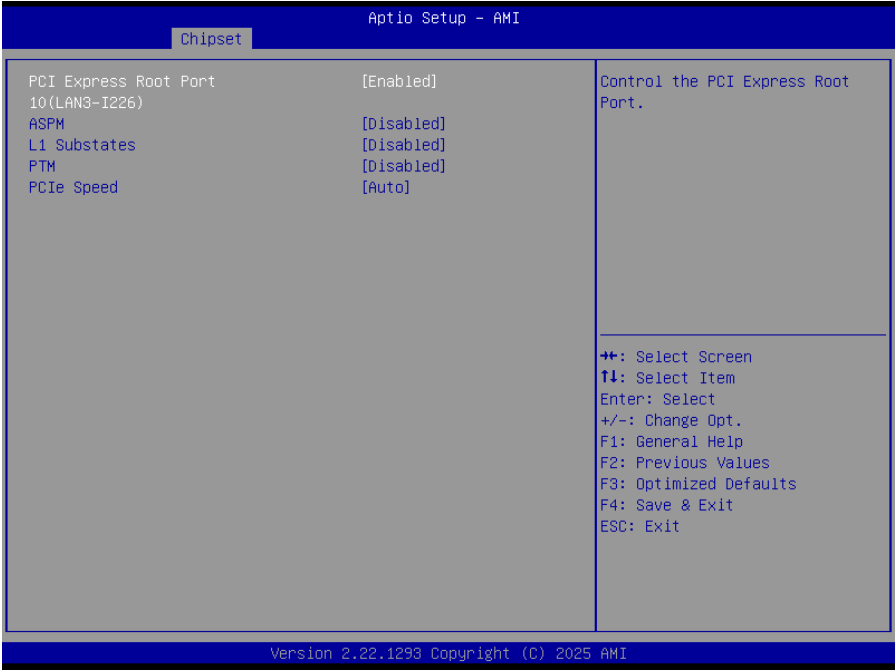 Aptio Setup – AMI
Chipset
PCI Express Root Port [Enabled]
10(LAN3-I226)
ASPM [Disabled]
L1 Substates [Disabled]
PTM [Disabled]
PCIe Speed [Auto]
Control the PCI Express Root
Port.
→←: Select Screen
↑↓: Select Item
Enter: Select
+/-: Change Opt.
F1: General Help
F2: Previous Values
F3: Optimized Defaults
F4: Save & Exit
ESC: Exit
Version 2.22.1293 Copyright (C) 2025 AMI